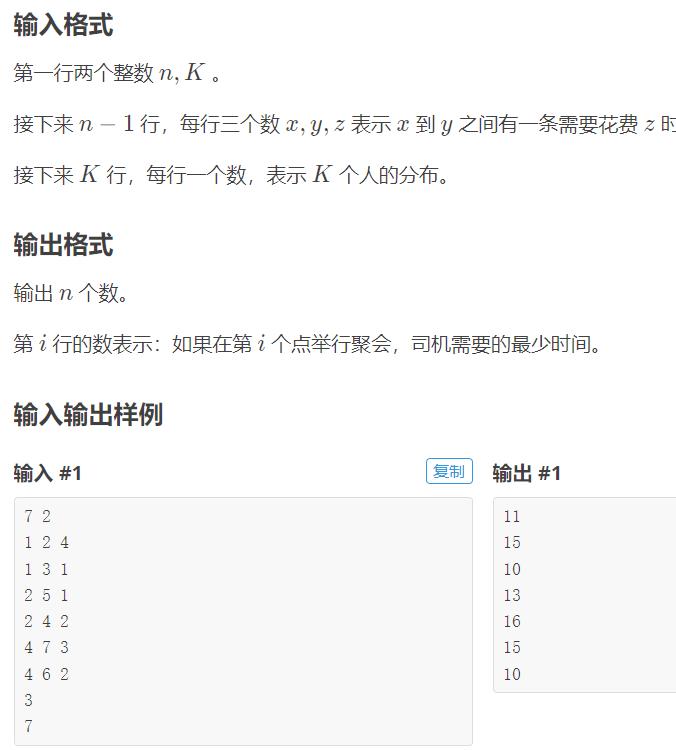 输入格式
第一行两个整数 n, K 。
接下来 n − 1 行，每行三个数 x, y, z 表示 x 到 y 之间有一条需要花费 z 时
接下来 K 行，每行一个数，表示 K 个人的分布。
输出格式
输出 n 个数。
第 i 行的数表示：如果在第 i 个点举行聚会，司机需要的最少时间。
输入输出样例
输入 #1
复制
7 2
1 2 4
1 3 1
2 5 1
2 4 2
4 7 3
4 6 2
3
7
输出 #1
11
15
10
13
16
15
10